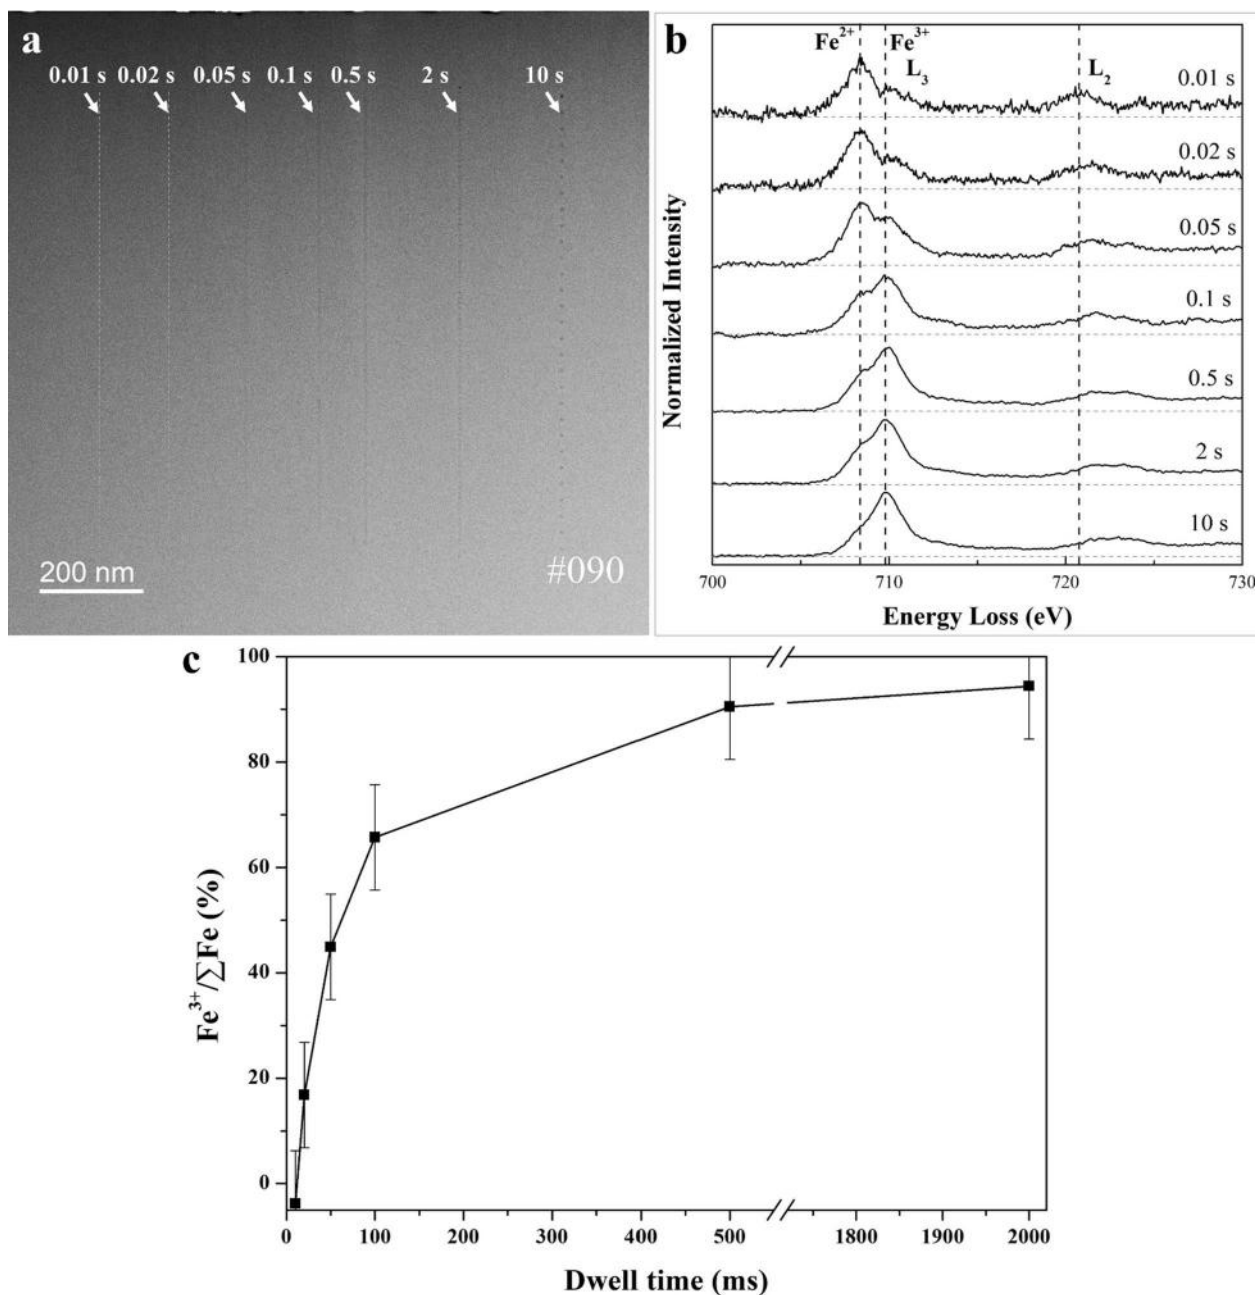 a
0.01 s 0.02 s 0.05 s 0.1 s 0.5 s 2 s 10 s
200 nm
#090
b
Fe²⁺ Fe³⁺
L₃ L₂
0.01 s
0.02 s
0.05 s
0.1 s
0.5 s
2 s
10 s
Normalized Intensity
700 710 720 730
Energy Loss (eV)
c
100
80
60
40
20
0
Fe³⁺/∑Fe (%)
0 100 200 300 400 500 1800 1900 2000
Dwell time (ms)